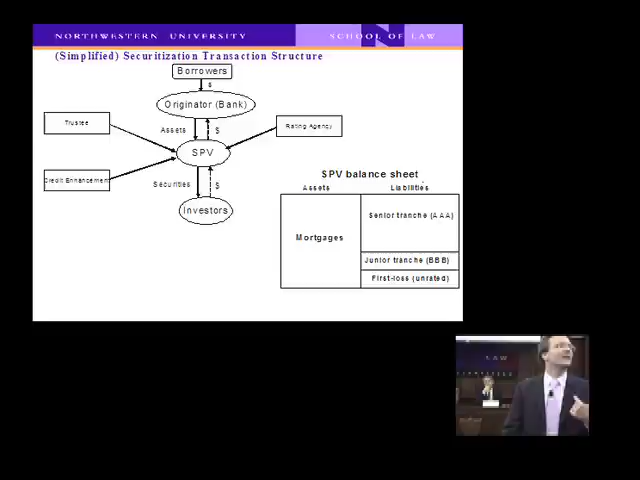 NORTHWESTERN UNIVERSITY
SCHOOL OF LAW
(Simplified) Securitization Transaction Structure
Borrowers
$
Originator (Bank)
Trustee
Assets
$
Rating Agency
SPV
Credit Enhancement
Securities
$
Investors
SPV balance sheet
Assets
Liabilities
Mortgages
Senior tranche (AAA)
Junior tranche (BBB)
First-loss (unrated)
LAW